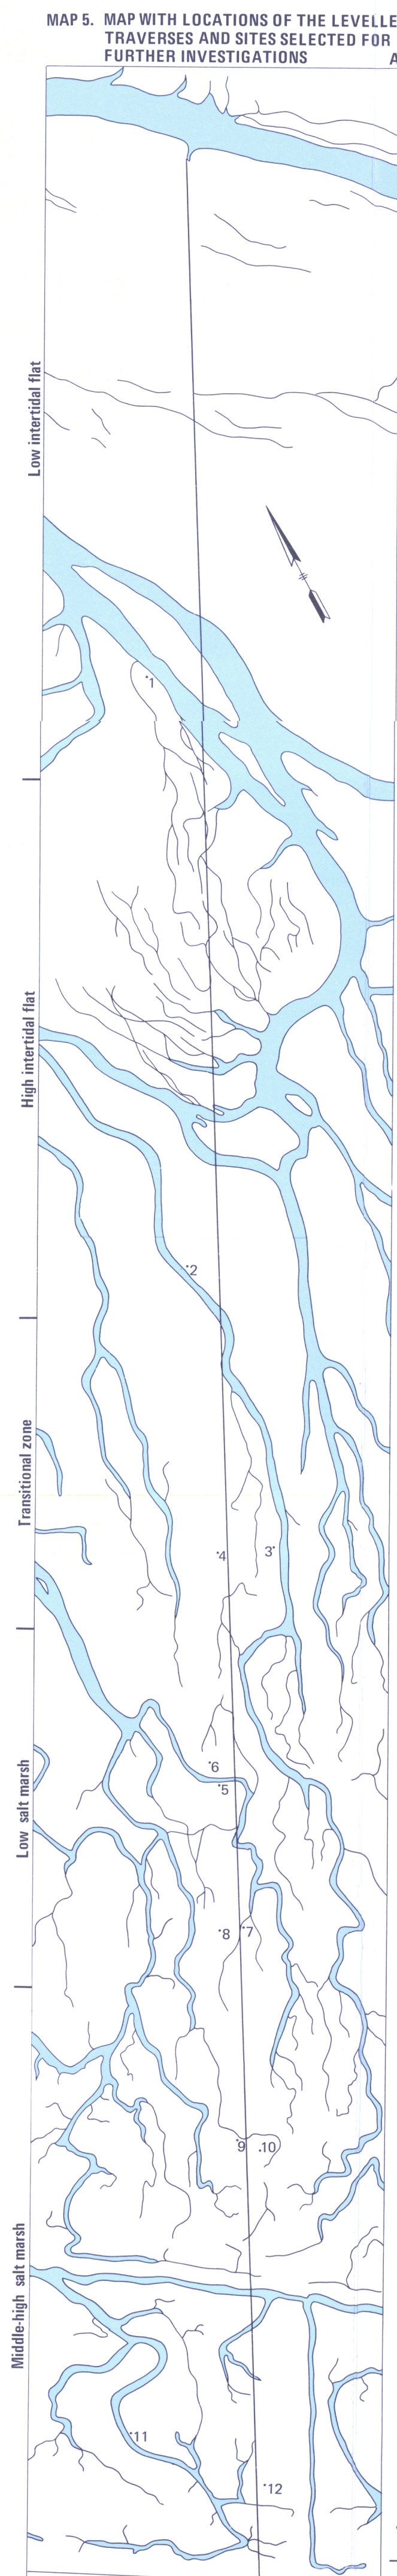 MAP 5. MAP WITH LOCATIONS OF THE LEVELLE
TRAVERSES AND SITES SELECTED FOR
FURTHER INVESTIGATIONS A
Low intertidal flat
1
High intertidal flat
2
Transitional zone
4 3
Low salt marsh
6
5
8 7
9 10
Middle-high salt marsh
11
12